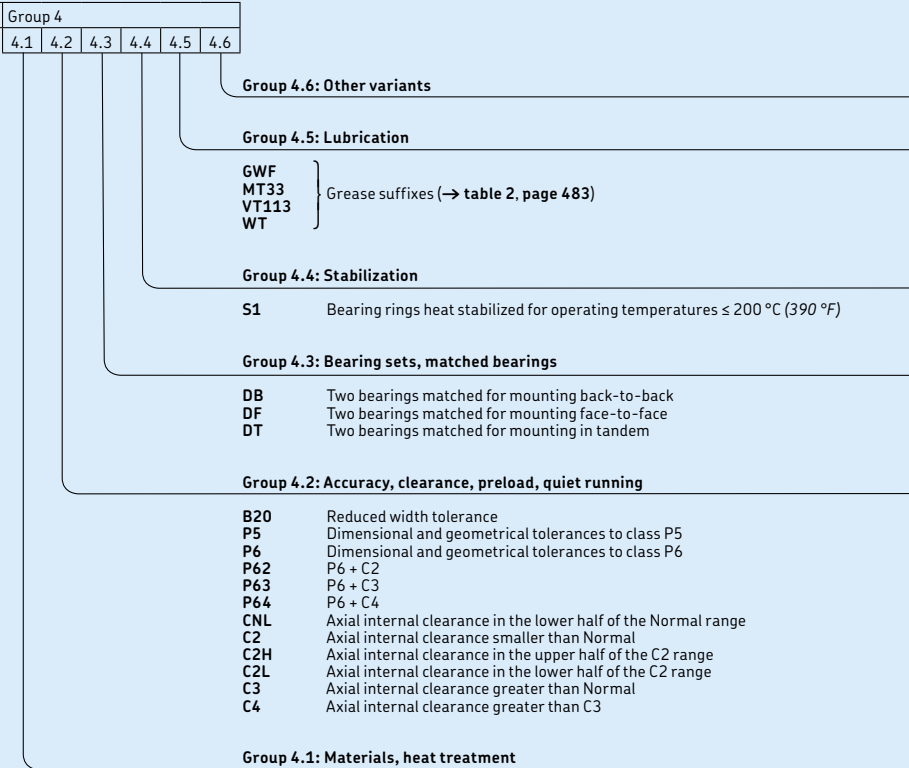 Group 4
4.1 4.2 4.3 4.4 4.5 4.6
Group 4.6: Other variants
Group 4.5: Lubrication
GWF
MT33
VT113
WT
Grease suffixes (→ table 2, page 483)
Group 4.4: Stabilization
S1 Bearing rings heat stabilized for operating temperatures ≤ 200 °C (390 °F)
Group 4.3: Bearing sets, matched bearings
DB Two bearings matched for mounting back-to-back
DF Two bearings matched for mounting face-to-face
DT Two bearings matched for mounting in tandem
Group 4.2: Accuracy, clearance, preload, quiet running
B20 Reduced width tolerance
P5 Dimensional and geometrical tolerances to class P5
P6 Dimensional and geometrical tolerances to class P6
P62 P6 + C2
P63 P6 + C3
P64 P6 + C4
CNL Axial internal clearance in the lower half of the Normal range
C2 Axial internal clearance smaller than Normal
C2H Axial internal clearance in the upper half of the C2 range
C2L Axial internal clearance in the lower half of the C2 range
C3 Axial internal clearance greater than Normal
C4 Axial internal clearance greater than C3
Group 4.1: Materials, heat treatment